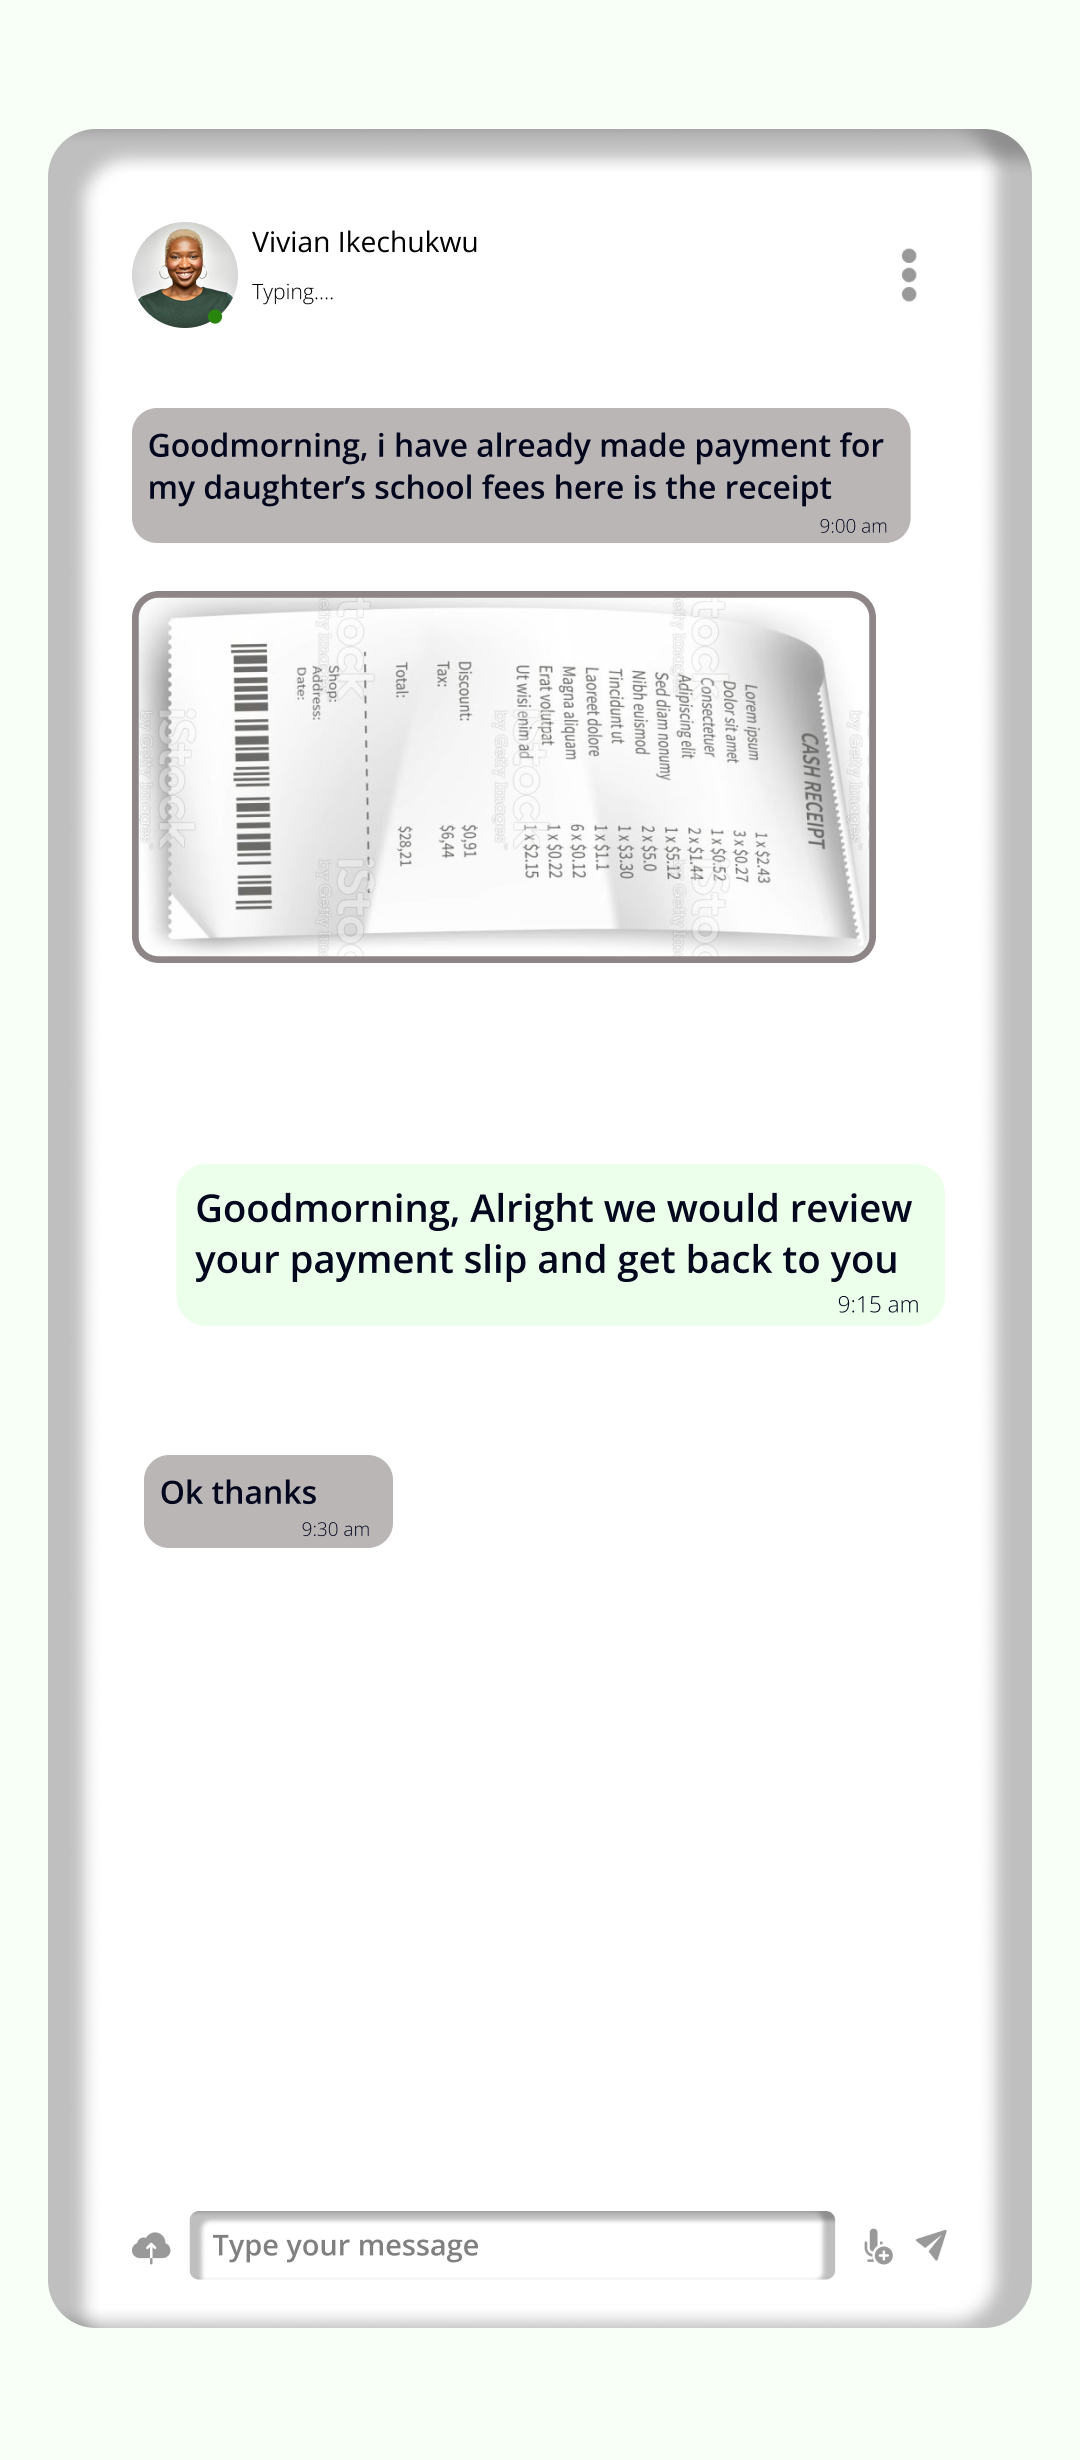 Vivian Ikechukwu
Typing....
Goodmorning, i have already made payment for
my daughter's school fees here is the receipt
9:00 am
CASH RECEIPT
Lorem ipsum 1 x $2.43
Dolor sit amet 3 x $0.27
Consectetuer 1 x $0.52
Adipiscing elit 2 x $1.44
Sed diam nonumy 1 x $5.12
Nibh euismod 2 x $5.0
Tincidunt ut 1 x $3.30
Laoreet dolore 1 x $1.1
Magna aliquam 6 x $0.12
Erat volutpat 1 x $0.22
Ut wisi enim ad 1 x $2.15
Discount: $0,91
Tax: $6,44
Total: $28,21
Shop:
Address:
Date:
iStock
by Getty Images
Goodmorning, Alright we would review
your payment slip and get back to you
9:15 am
Ok thanks
9:30 am
Type your message